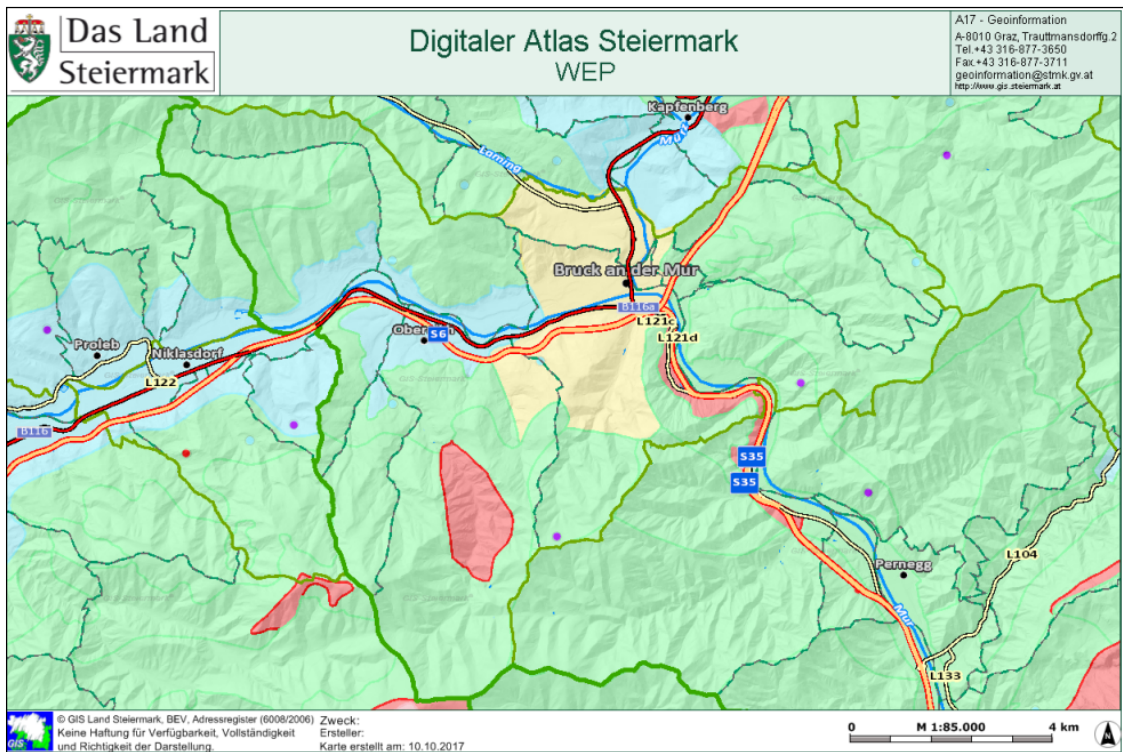 Das Land
Steiermark
Digitaler Atlas Steiermark
WEP
A17 - Geoinformation
A-8010 Graz, Trauttmansdorffg.2
Tel.+43 316-877-3650
Fax.+43 316-877-3711
geoinformation@stmk.gv.at
http://www.gis.steiermark.at
Kapfenberg
Mur
Laming
Bruck an der Mur
B116a
L121c
S6
L121d
Proleb
Niklasdorf
L122
B116
S35
S35
L104
Pernegg
Mur
L133
GIS
© GIS Land Steiermark, BEV, Adressregister (6008/2006)
Keine Haftung für Verfügbarkeit, Vollständigkeit
und Richtigkeit der Darstellung.
Zweck:
Ersteller:
Karte erstellt am: 10.10.2017
0 M 1:85.000 4 km
N